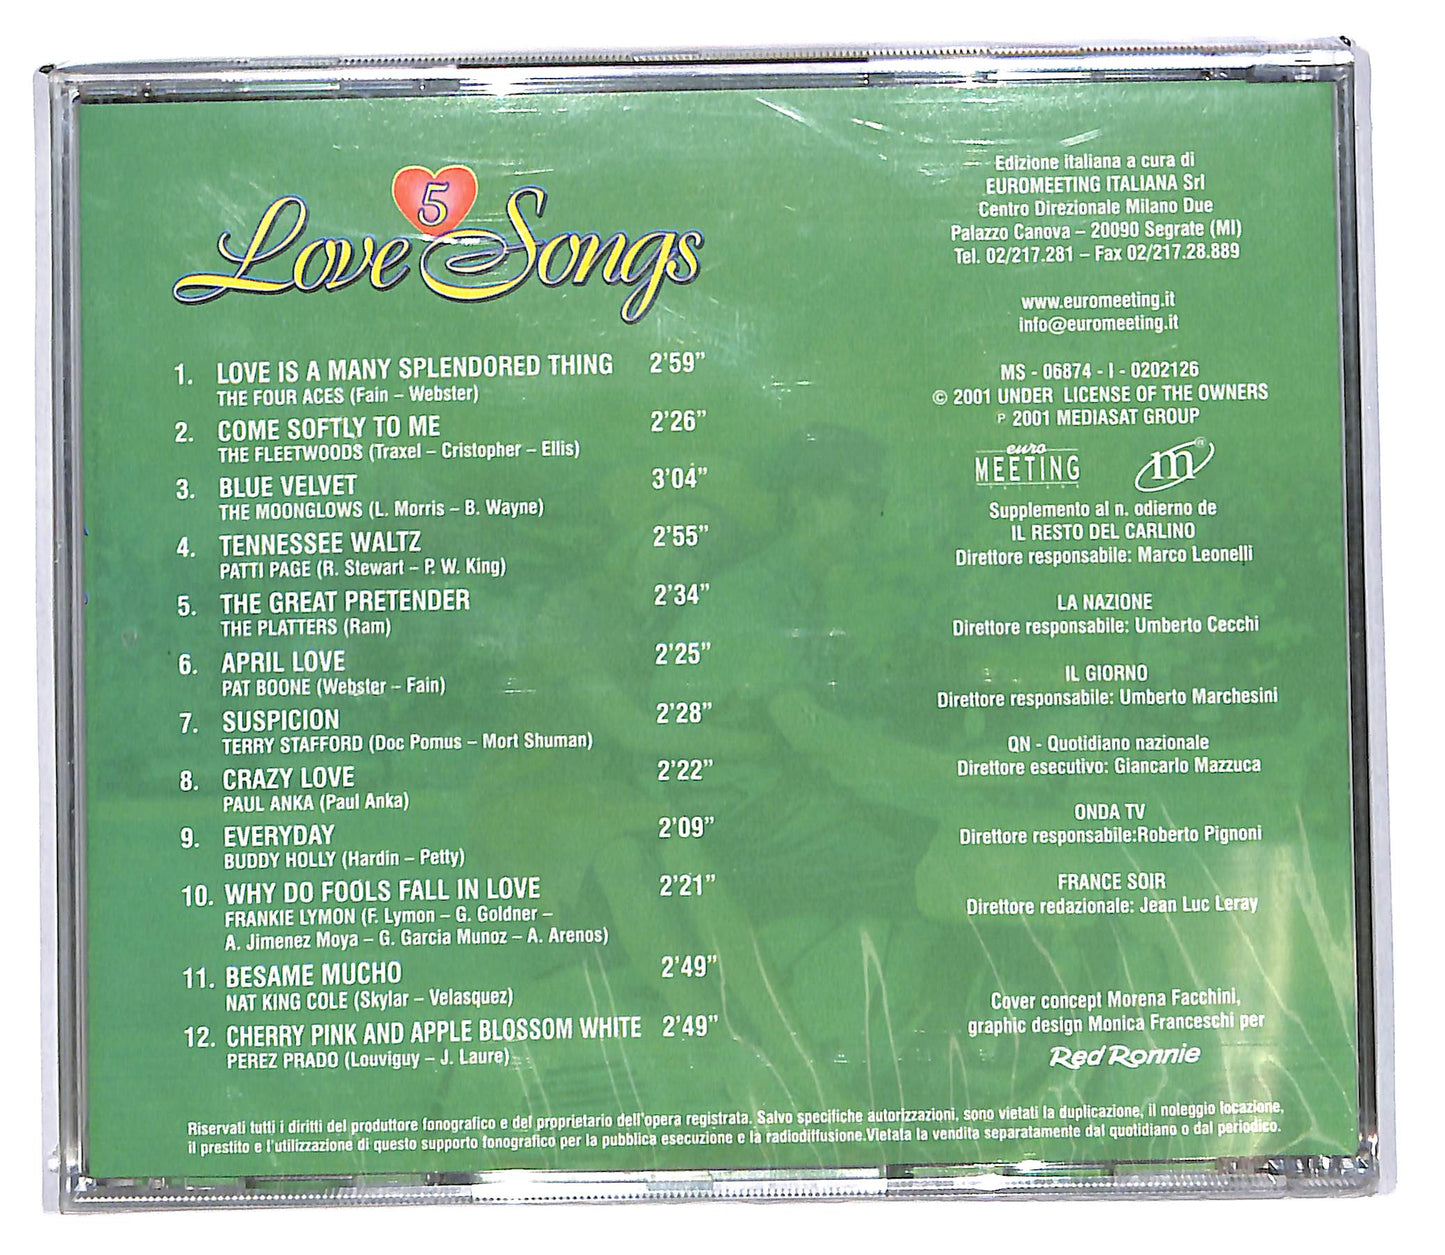 5
Love Songs
1. LOVE IS A MANY SPLENDORED THING 2'59”
THE FOUR ACES (Fain – Webster)
2. COME SOFTLY TO ME 2'26”
THE FLEETWOODS (Traxel – Cristopher – Ellis)
3. BLUE VELVET 3'04”
THE MOONGLOWS (L. Morris – B. Wayne)
4. TENNESSEE WALTZ 2'55”
PATTI PAGE (R. Stewart – P. W. King)
5. THE GREAT PRETENDER 2'34”
THE PLATTERS (Ram)
6. APRIL LOVE 2'25”
PAT BOONE (Webster – Fain)
7. SUSPICION 2'28”
TERRY STAFFORD (Doc Pomus – Mort Shuman)
8. CRAZY LOVE 2'22”
PAUL ANKA (Paul Anka)
9. EVERYDAY 2'09”
BUDDY HOLLY (Hardin – Petty)
10. WHY DO FOOLS FALL IN LOVE 2'21”
FRANKIE LYMON (F. Lymon – G. Goldner –
A. Jimenez Moya – G. Garcia Munoz – A. Arenos)
11. BESAME MUCHO 2'49”
NAT KING COLE (Skylar – Velasquez)
12. CHERRY PINK AND APPLE BLOSSOM WHITE 2'49”
PEREZ PRADO (Louviguy – J. Laure)
Edizione italiana a cura di
EUROMEETING ITALIANA Srl
Centro Direzionale Milano Due
Palazzo Canova – 20090 Segrate (MI)
Tel. 02/217.281 – Fax 02/217.28.889
www.euromeeting.it
info@euromeeting.it
MS - 06874 - I - 0202126
© 2001 UNDER LICENSE OF THE OWNERS
℗ 2001 MEDIASAT GROUP
euro
MEETING
m®
Supplemento al n. odierno de
IL RESTO DEL CARLINO
Direttore responsabile: Marco Leonelli
LA NAZIONE
Direttore responsabile: Umberto Cecchi
IL GIORNO
Direttore responsabile: Umberto Marchesini
QN - Quotidiano nazionale
Direttore esecutivo: Giancarlo Mazzuca
ONDA TV
Direttore responsabile:Roberto Pignoni
FRANCE SOIR
Direttore redazionale: Jean Luc Leray
Cover concept Morena Facchini,
graphic design Monica Franceschi per
Red Ronnie
Riservati tutti i diritti del produttore fonografico e del proprietario dell'opera registrata. Salvo specifiche autorizzazioni, sono vietati la duplicazione, il noleggio locazione,
il prestito e l'utilizzazione di questo supporto fonografico per la pubblica esecuzione e la radiodiffusione.Vietata la vendita separatamente dal quotidiano o dal periodico.